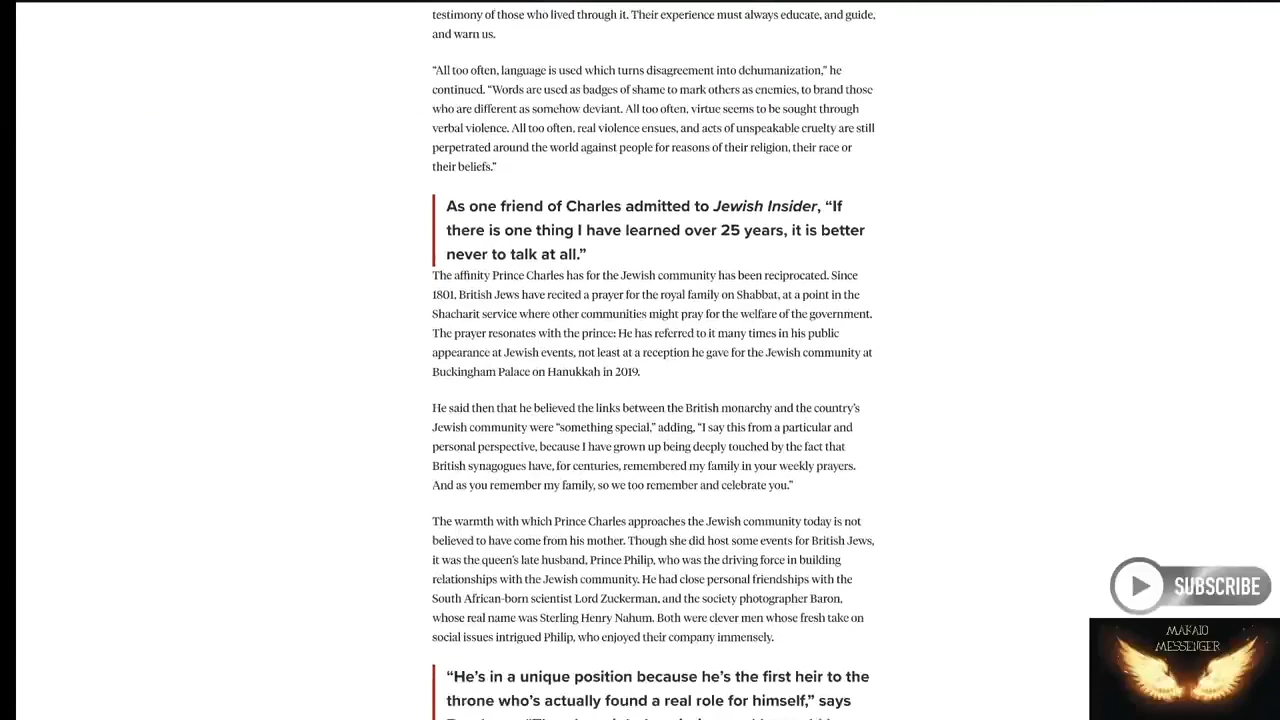 testimony of those who lived through it. Their experience must always educate, and guide,
and warn us.
“All too often, language is used which turns disagreement into dehumanization,” he
continued. “Words are used as badges of shame to mark others as enemies, to brand those
who are different as somehow deviant. All too often, virtue seems to be sought through
verbal violence. All too often, real violence ensues, and acts of unspeakable cruelty are still
perpetrated around the world against people for reasons of their religion, their race or
their beliefs.”
As one friend of Charles admitted to Jewish Insider, “If
there is one thing I have learned over 25 years, it is better
never to talk at all.”
The affinity Prince Charles has for the Jewish community has been reciprocated. Since
1801, British Jews have recited a prayer for the royal family on Shabbat, at a point in the
Shacharit service where other communities might pray for the welfare of the government.
The prayer resonates with the prince: He has referred to it many times in his public
appearance at Jewish events, not least at a reception he gave for the Jewish community at
Buckingham Palace on Hanukkah in 2019.
He said then that he believed the links between the British monarchy and the country’s
Jewish community were “something special,” adding, “I say this from a particular and
personal perspective, because I have grown up being deeply touched by the fact that
British synagogues have, for centuries, remembered my family in your weekly prayers.
And as you remember my family, so we too remember and celebrate you.”
The warmth with which Prince Charles approaches the Jewish community today is not
believed to have come from his mother. Though she did host some events for British Jews,
it was the queen’s late husband, Prince Philip, who was the driving force in building
relationships with the Jewish community. He had close personal friendships with the
South African-born scientist Lord Zuckerman, and the society photographer Baron,
whose real name was Sterling Henry Nahum. Both were clever men whose fresh take on
social issues intrigued Philip, who enjoyed their company immensely.
“He’s in a unique position because he’s the first heir to the
throne who’s actually found a real role for himself,” says
SUBSCRIBE
MAKAIO
MESSENGER